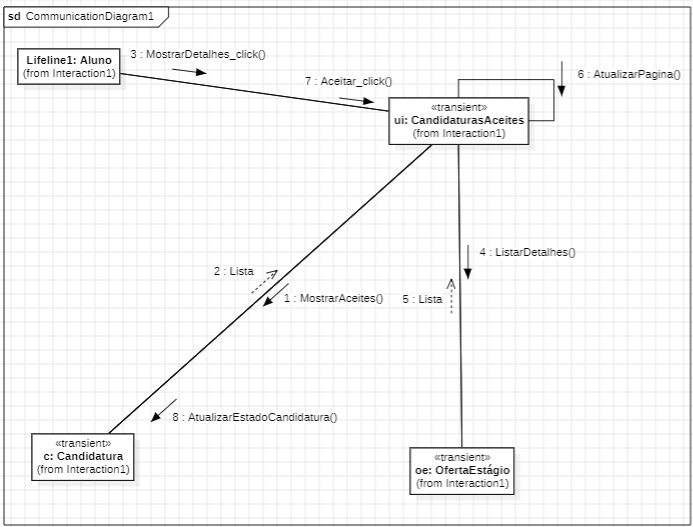 sd CommunicationDiagram1
3 : MostrarDetalhes_click()
Lifeline1: Aluno
(from Interaction1)
7 : Aceitar_click()
6 : AtualizarPagina()
«transient»
ui: CandidaturasAceites
(from Interaction1)
4 : ListarDetalhes()
2 : Lista
1 : MostrarAceites()
5 : Lista
8 : AtualizarEstadoCandidatura()
«transient»
c: Candidatura
(from Interaction1)
«transient»
oe: OfertaEstágio
(from Interaction1)